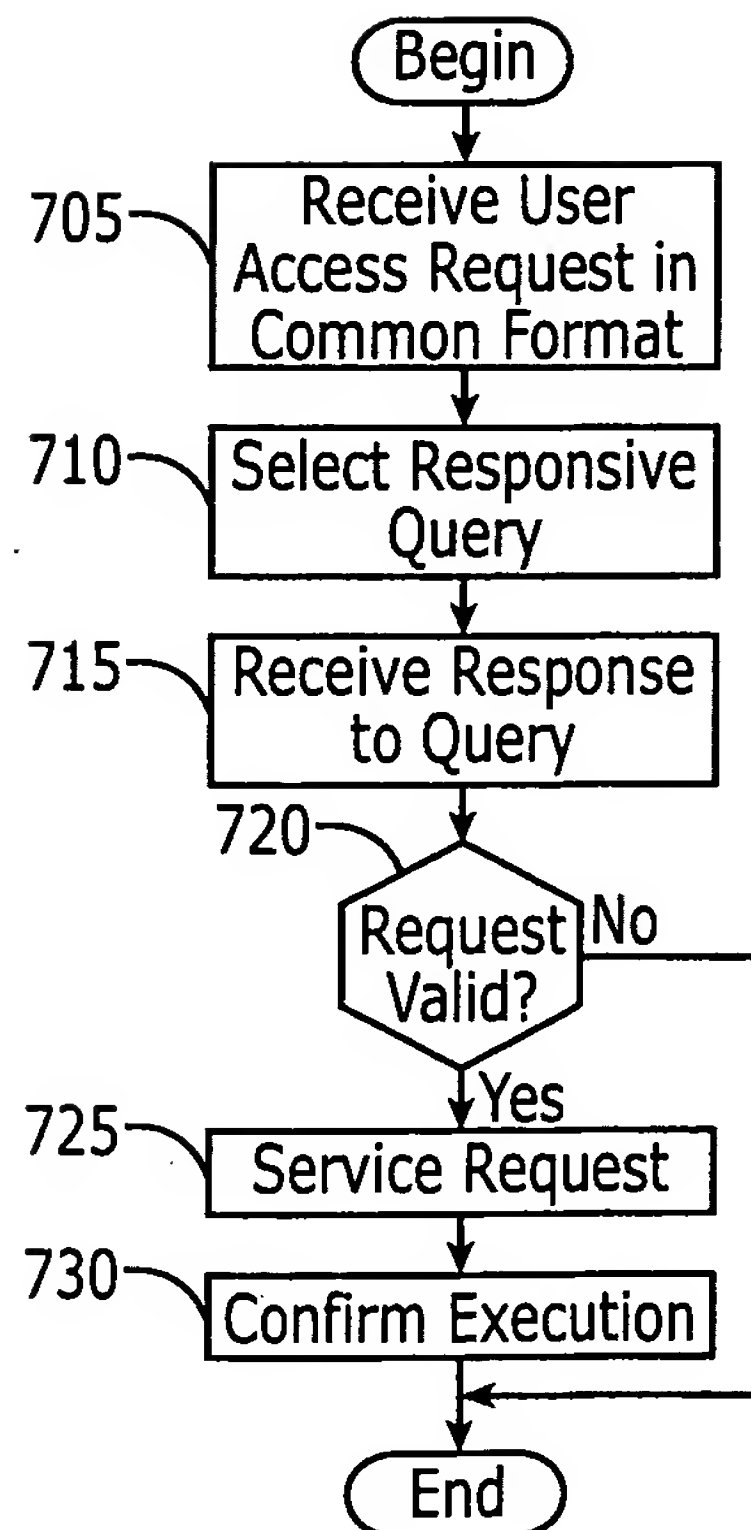 Begin
705
Receive User
Access Request in
Common Format
710
Select Responsive
Query
715
Receive Response
to Query
720
Request
Valid?
No
Yes
725
Service Request
730
Confirm Execution
End